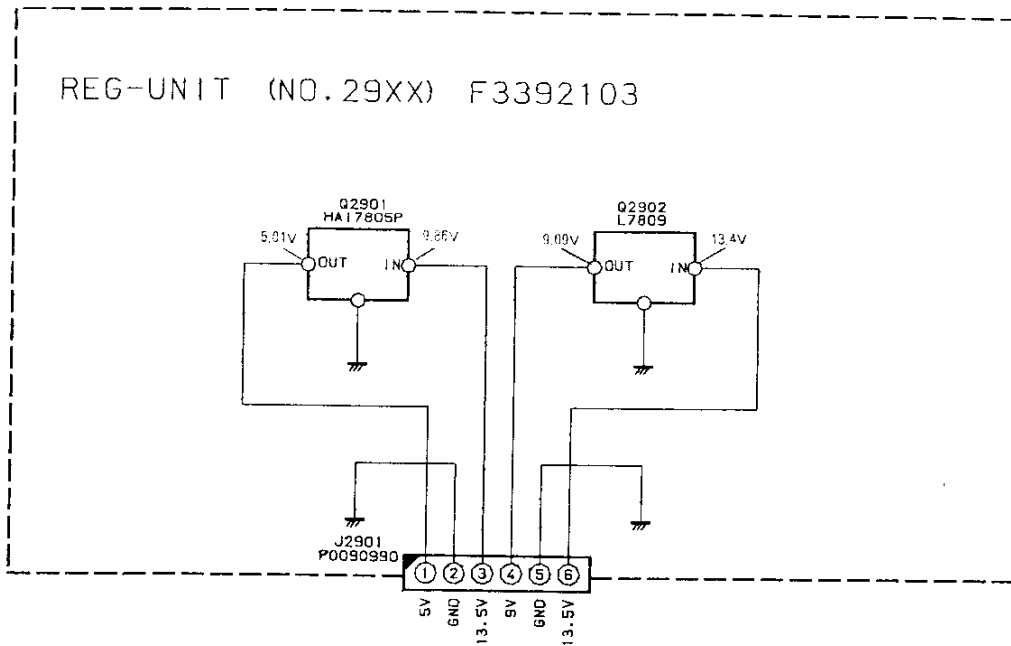 REG-UNIT (NO.29XX) F3392103
Q2901
HA17805P
Q2902
L7809
5.01V
9.86V
9.09V
13.4V
OUT
IN
OUT
IN
J2901
P0090990
1 2 3 4 5 6
5V
GND
13.5V
9V
GND
13.5V